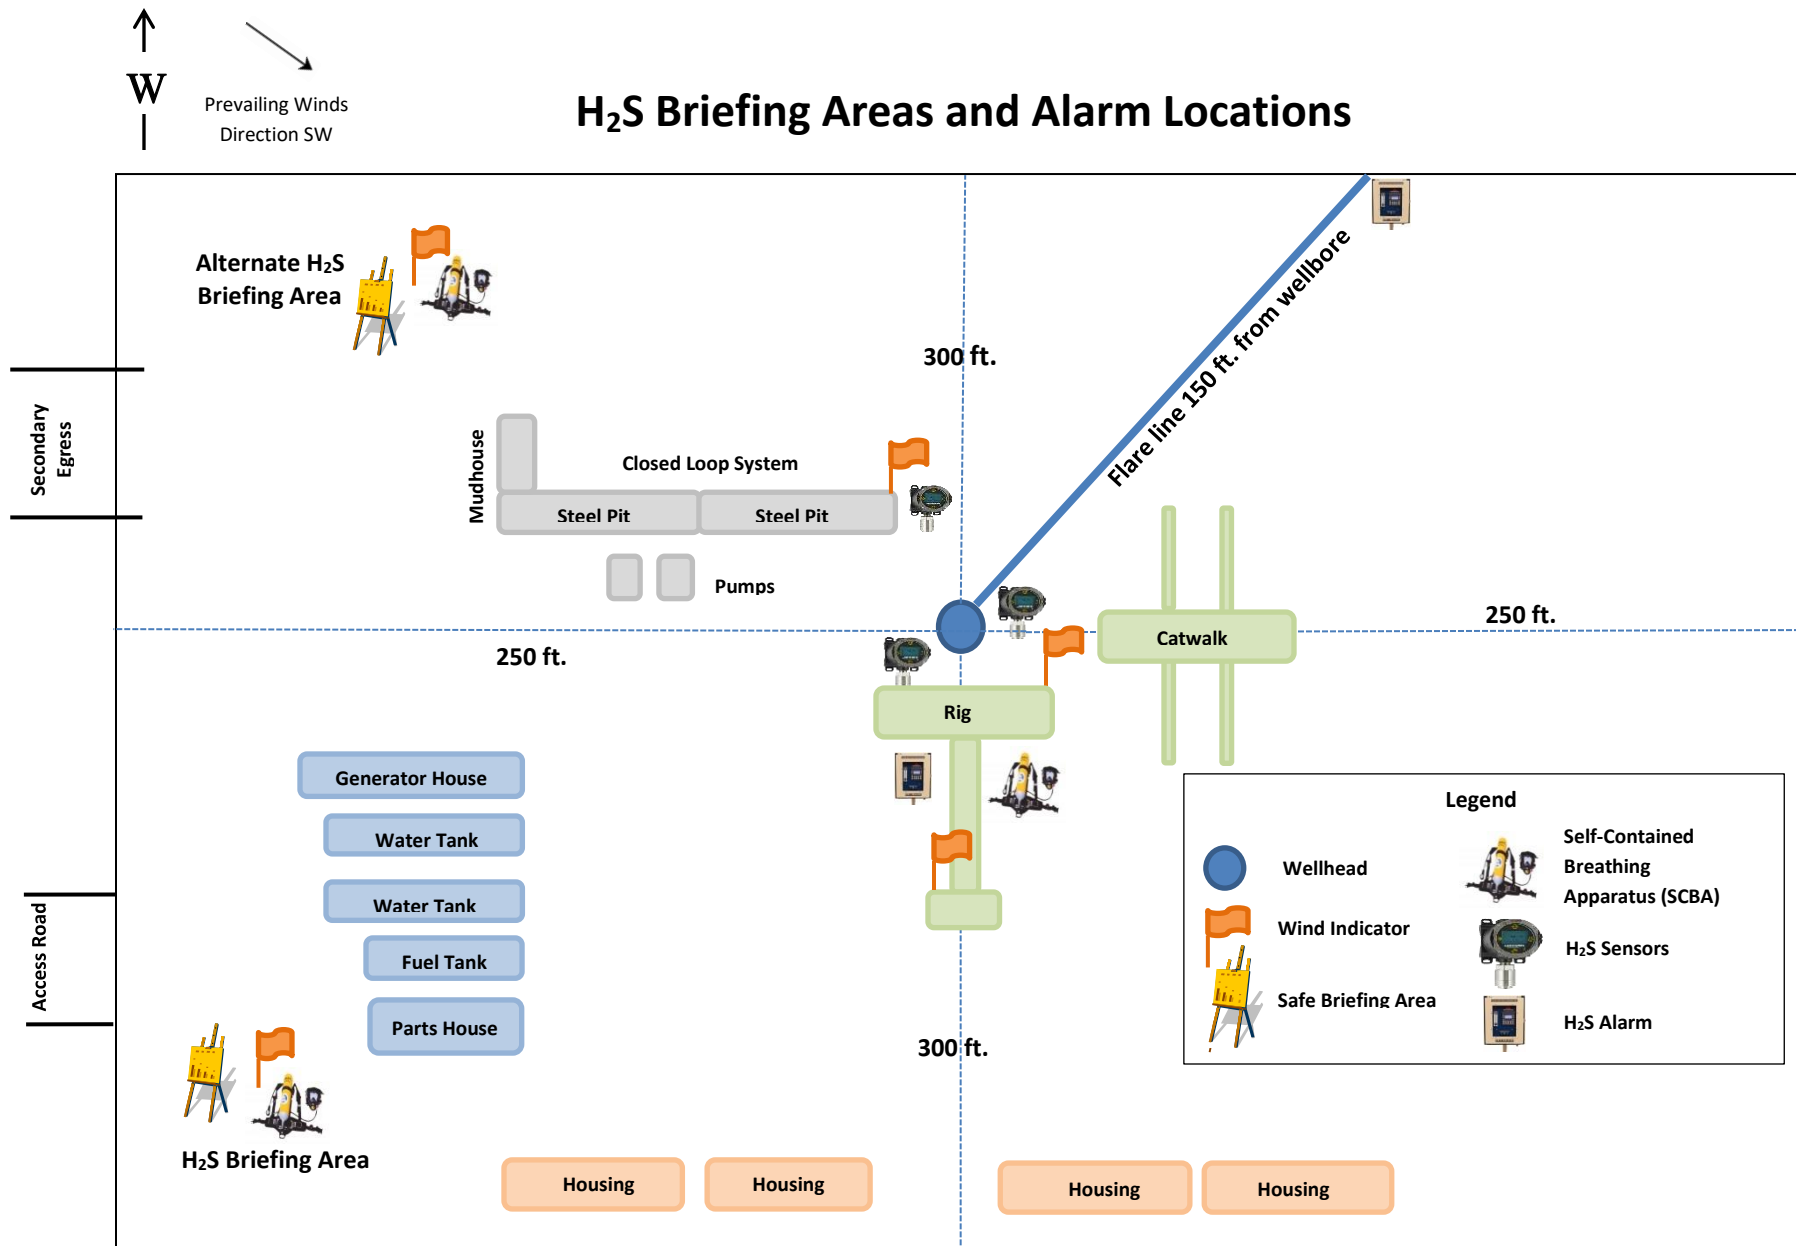 W
Prevailing Winds
Direction SW
H₂S Briefing Areas and Alarm Locations
Alternate H₂S
Briefing Area
300 ft.
Flare line 150 ft. from wellbore
Secondary
Egress
Mudhouse
Closed Loop System
Steel Pit
Steel Pit
Pumps
250 ft.
250 ft.
Catwalk
Rig
Generator House
Water Tank
Water Tank
Fuel Tank
Parts House
Access Road
H₂S Briefing Area
300 ft.
Housing
Housing
Housing
Housing
Legend
Wellhead
Wind Indicator
Safe Briefing Area
Self-Contained
Breathing
Apparatus (SCBA)
H₂S Sensors
H₂S Alarm